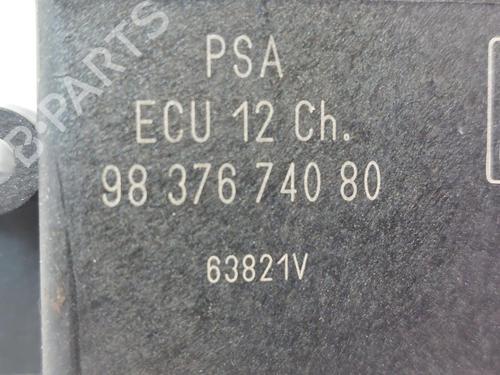 B-PARTS
PSA
ECU 12 Ch.
98 376 740 80
63821V